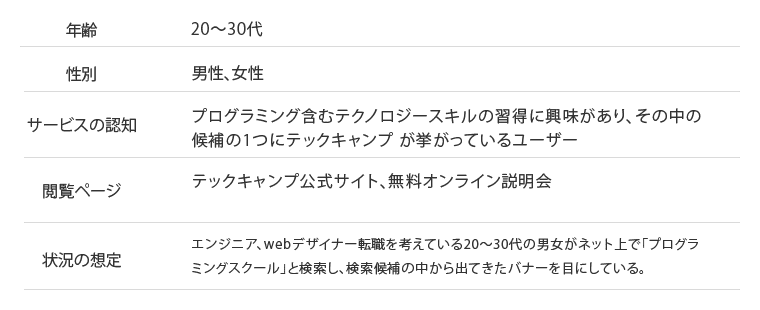 年齢
20〜30代
性別
男性、女性
サービスの認知
プログラミング含むテクノロジースキルの習得に興味があり、その中の
候補の1つにテックキャンプ が挙がっているユーザー
閲覧ページ
テックキャンプ公式サイト、無料オンライン説明会
状況の想定
エンジニア、webデザイナー転職を考えている20〜30代の男女がネット上で「プログラ
ミングスクール」と検索し、検索候補の中から出てきたバナーを目にしている。